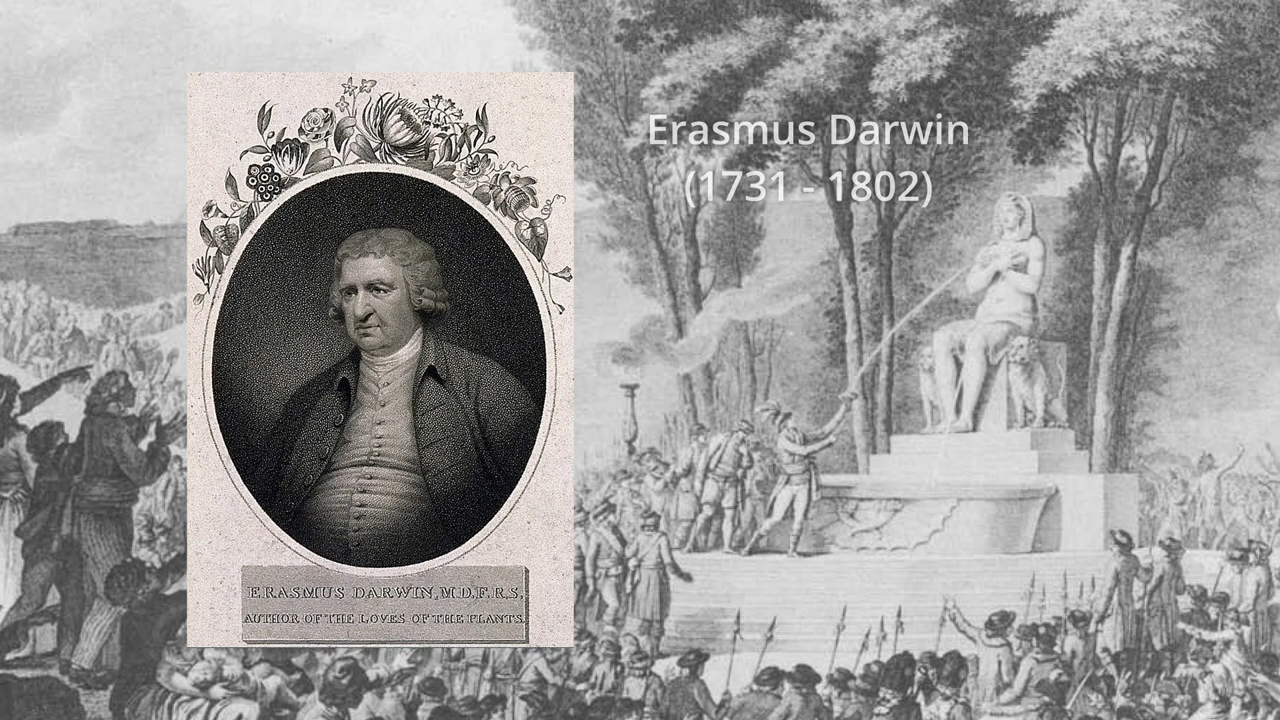 Erasmus Darwin
(1731 - 1802)
ERASMUS DARWIN, M.D. F.R.S.
AUTHOR OF THE LOVES OF THE PLANTS.